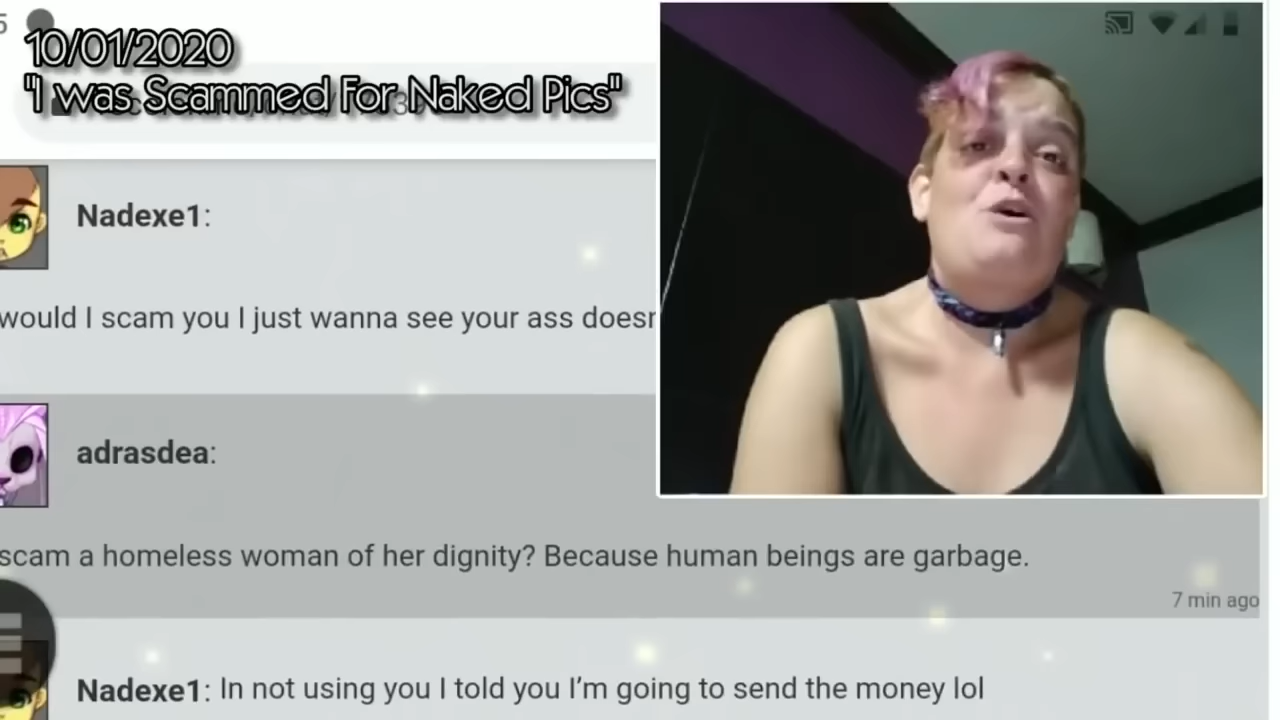 10/01/2020
"I was Scammed For Naked Pics"
Nadexe1:
would I scam you I just wanna see your ass doesn
adrasdea:
scam a homeless woman of her dignity? Because human beings are garbage.
7 min ago
Nadexe1: In not using you I told you I'm going to send the money lol